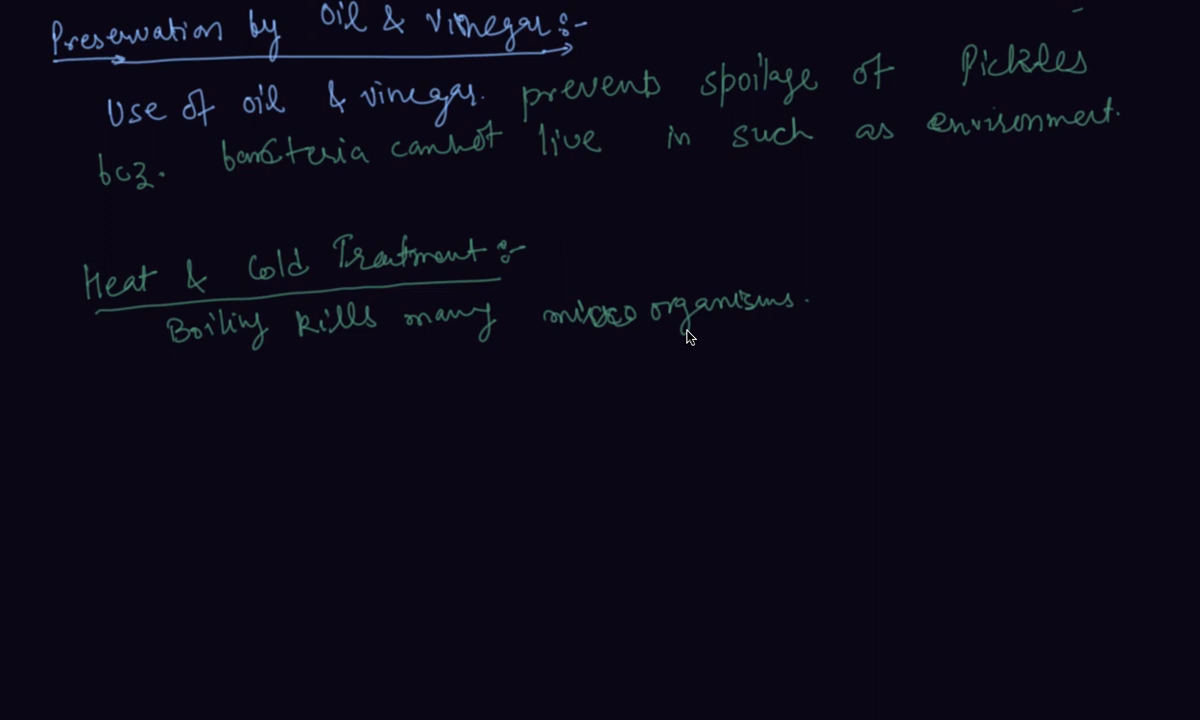 Preservation by Oil & Vinegar :-
Use of oil & vinegar. prevents spoilage of Pickles
bcz. bacteria cannot live in such as environment.
Heat & Cold Treatment :-
Boiling kills many micro organisms.